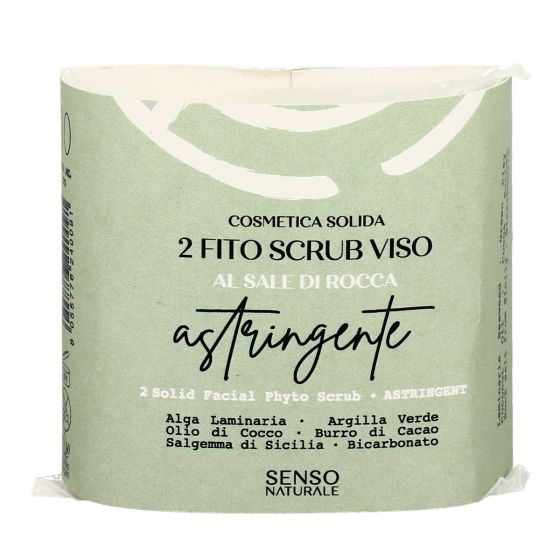 COSMETICA SOLIDA
2 FITO SCRUB VISO
AL SALE DI ROCCA
astringente
2 Solid Facial Phyto Scrub • ASTRINGENT
Alga Laminaria · Argilla Verde
Olio di Cocco · Burro di Cacao
Salgemma di Sicilia · Bicarbonato
SENSO
NATURALE